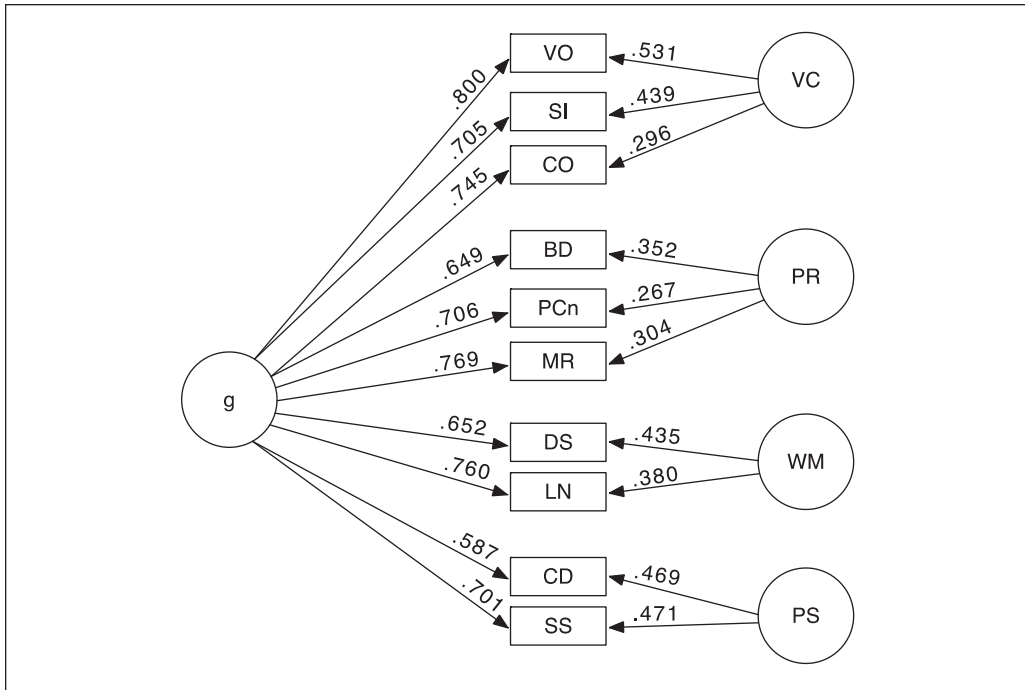 VO
.531
VC
.800
SI
.439
.705
CO
.296
.745
BD
.352
PR
.649
PCn
.267
.706
MR
.304
.769
g
DS
.435
WM
.652
LN
.380
.760
CD
.469
PS
.587
SS
.471
.701